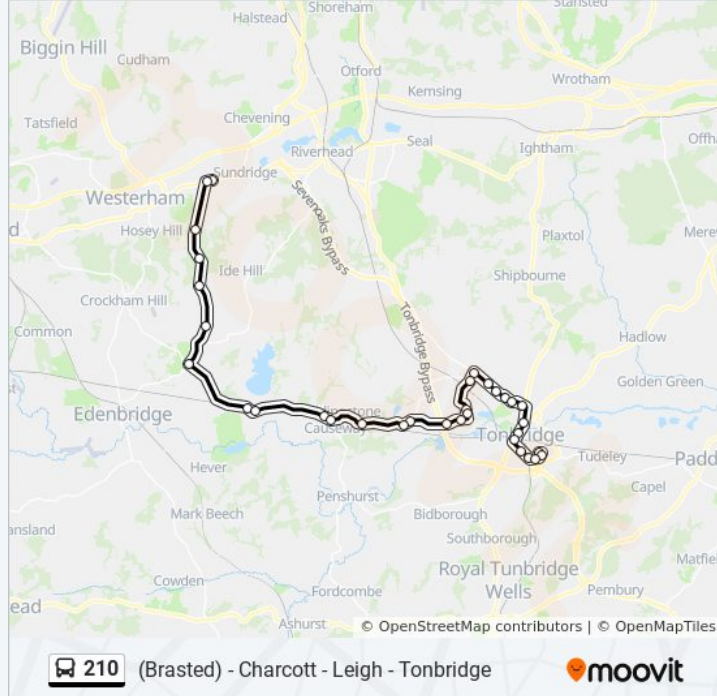 Shoreham
Stansted
Halstead
Biggin Hill
Cudham
Otford
Wrotham
Kemsing
Tatsfield
Chevening
Seal
Offh
Riverhead
Ightham
Sundridge
Westerham
Sevenoaks Bypass
d
Hosey Hill
Mere
Plaxtol
Ide Hill
Shipbourne
Crockham Hill
Tonbridge Bypass
Common
Hadlow
Golden Green
Edenbridge
Causeway
Tonbridge
Tudeley
Padd
Hever
Capel
Penshurst
Mark Beech
Bidborough
ansland
Southborough
Matfie
Cowden
Royal Tunbridge
Wells
Fordcombe
Pembury
ead
Ashurst
© OpenStreetMap contributors | © OpenMapTiles
210 (Brasted) - Charcott - Leigh - Tonbridge
moovit